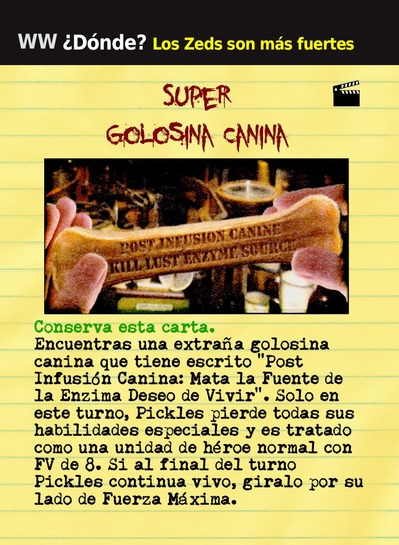 WW ¿Dónde? Los Zeds son más fuertes
SUPER
GOLOSINA CANINA
POST INFUSION CANINE
KILL LUST ENZYME SOURCE
Conserva esta carta.
Encuentras una extraña golosina
canina que tiene escrito "Post
Infusión Canina: Mata la Fuente de
la Enzima Deseo de Vivir". Solo en
este turno, Pickles pierde todas sus
habilidades especiales y es tratado
como una unidad de héroe normal con
FV de 8. Si al final del turno
Pickles continua vivo, giralo por su
lado de Fuerza Máxima.